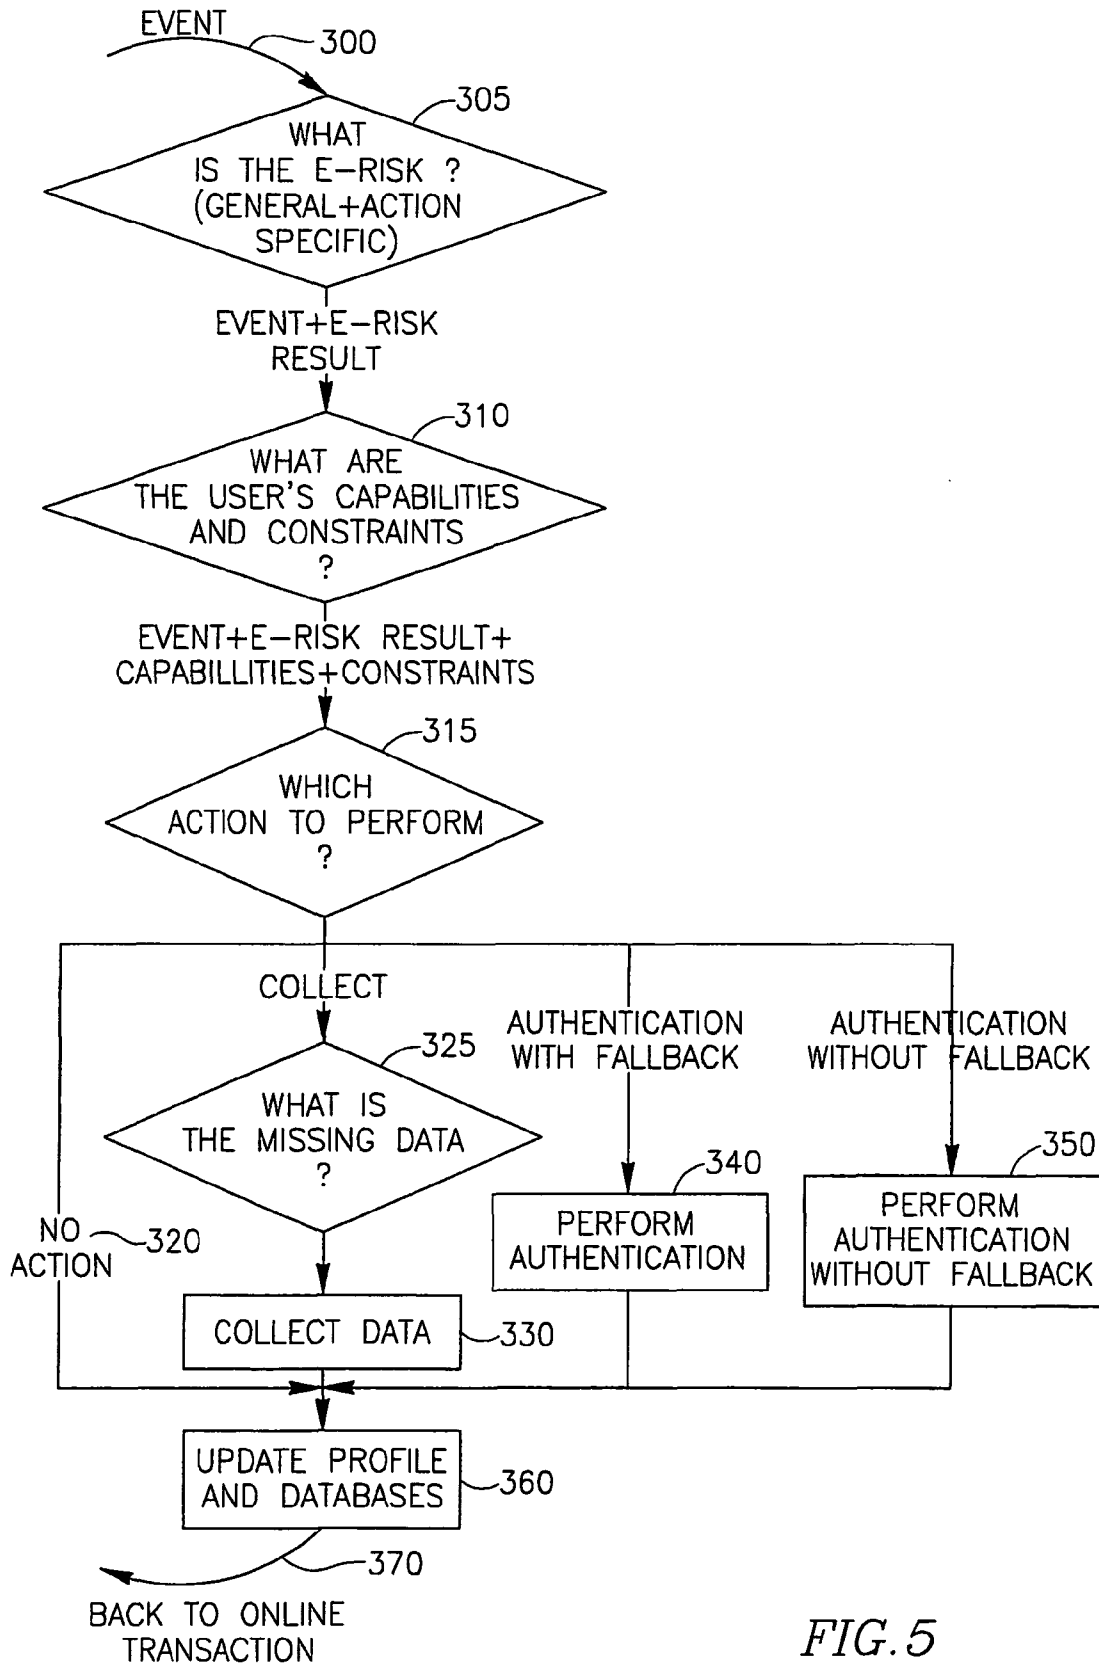 EVENT
300
305
WHAT
IS THE E-RISK ?
(GENERAL+ACTION
SPECIFIC)
EVENT+E-RISK
RESULT
310
WHAT ARE
THE USER'S CAPABILITIES
AND CONSTRAINTS
?
EVENT+E-RISK RESULT+
CAPABILLITIES+CONSTRAINTS
315
WHICH
ACTION TO PERFORM
?
COLLECT
AUTHENTICATION
WITH FALLBACK
AUTHENTICATION
WITHOUT FALLBACK
325
WHAT IS
THE MISSING DATA
?
340
PERFORM
AUTHENTICATION
350
PERFORM
AUTHENTICATION
WITHOUT FALLBACK
NO
ACTION
320
COLLECT DATA
330
UPDATE PROFILE
AND DATABASES
360
370
BACK TO ONLINE
TRANSACTION
FIG.5